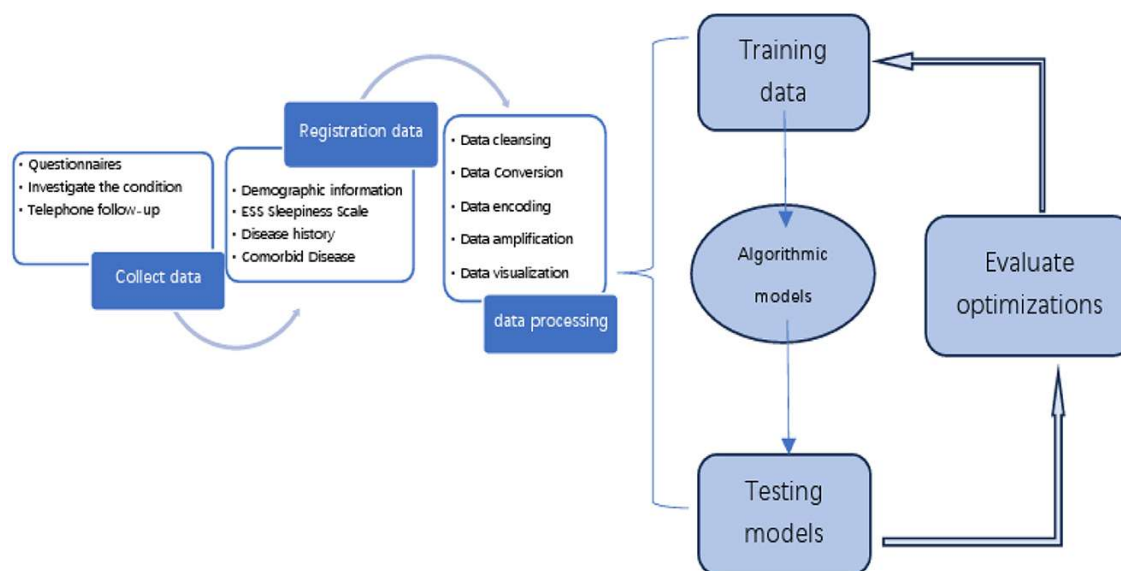 • Questionnaires
• Investigate the condition
• Telephone follow-up
Collect data
Registration data
• Demographic information
• ESS Sleepiness Scale
• Disease history
• Comorbid Disease
• Data cleansing
• Data Conversion
• Data encoding
• Data amplification
• Data visualization
data processing
Training
data
Algorithmic
models
Testing
models
Evaluate
optimizations